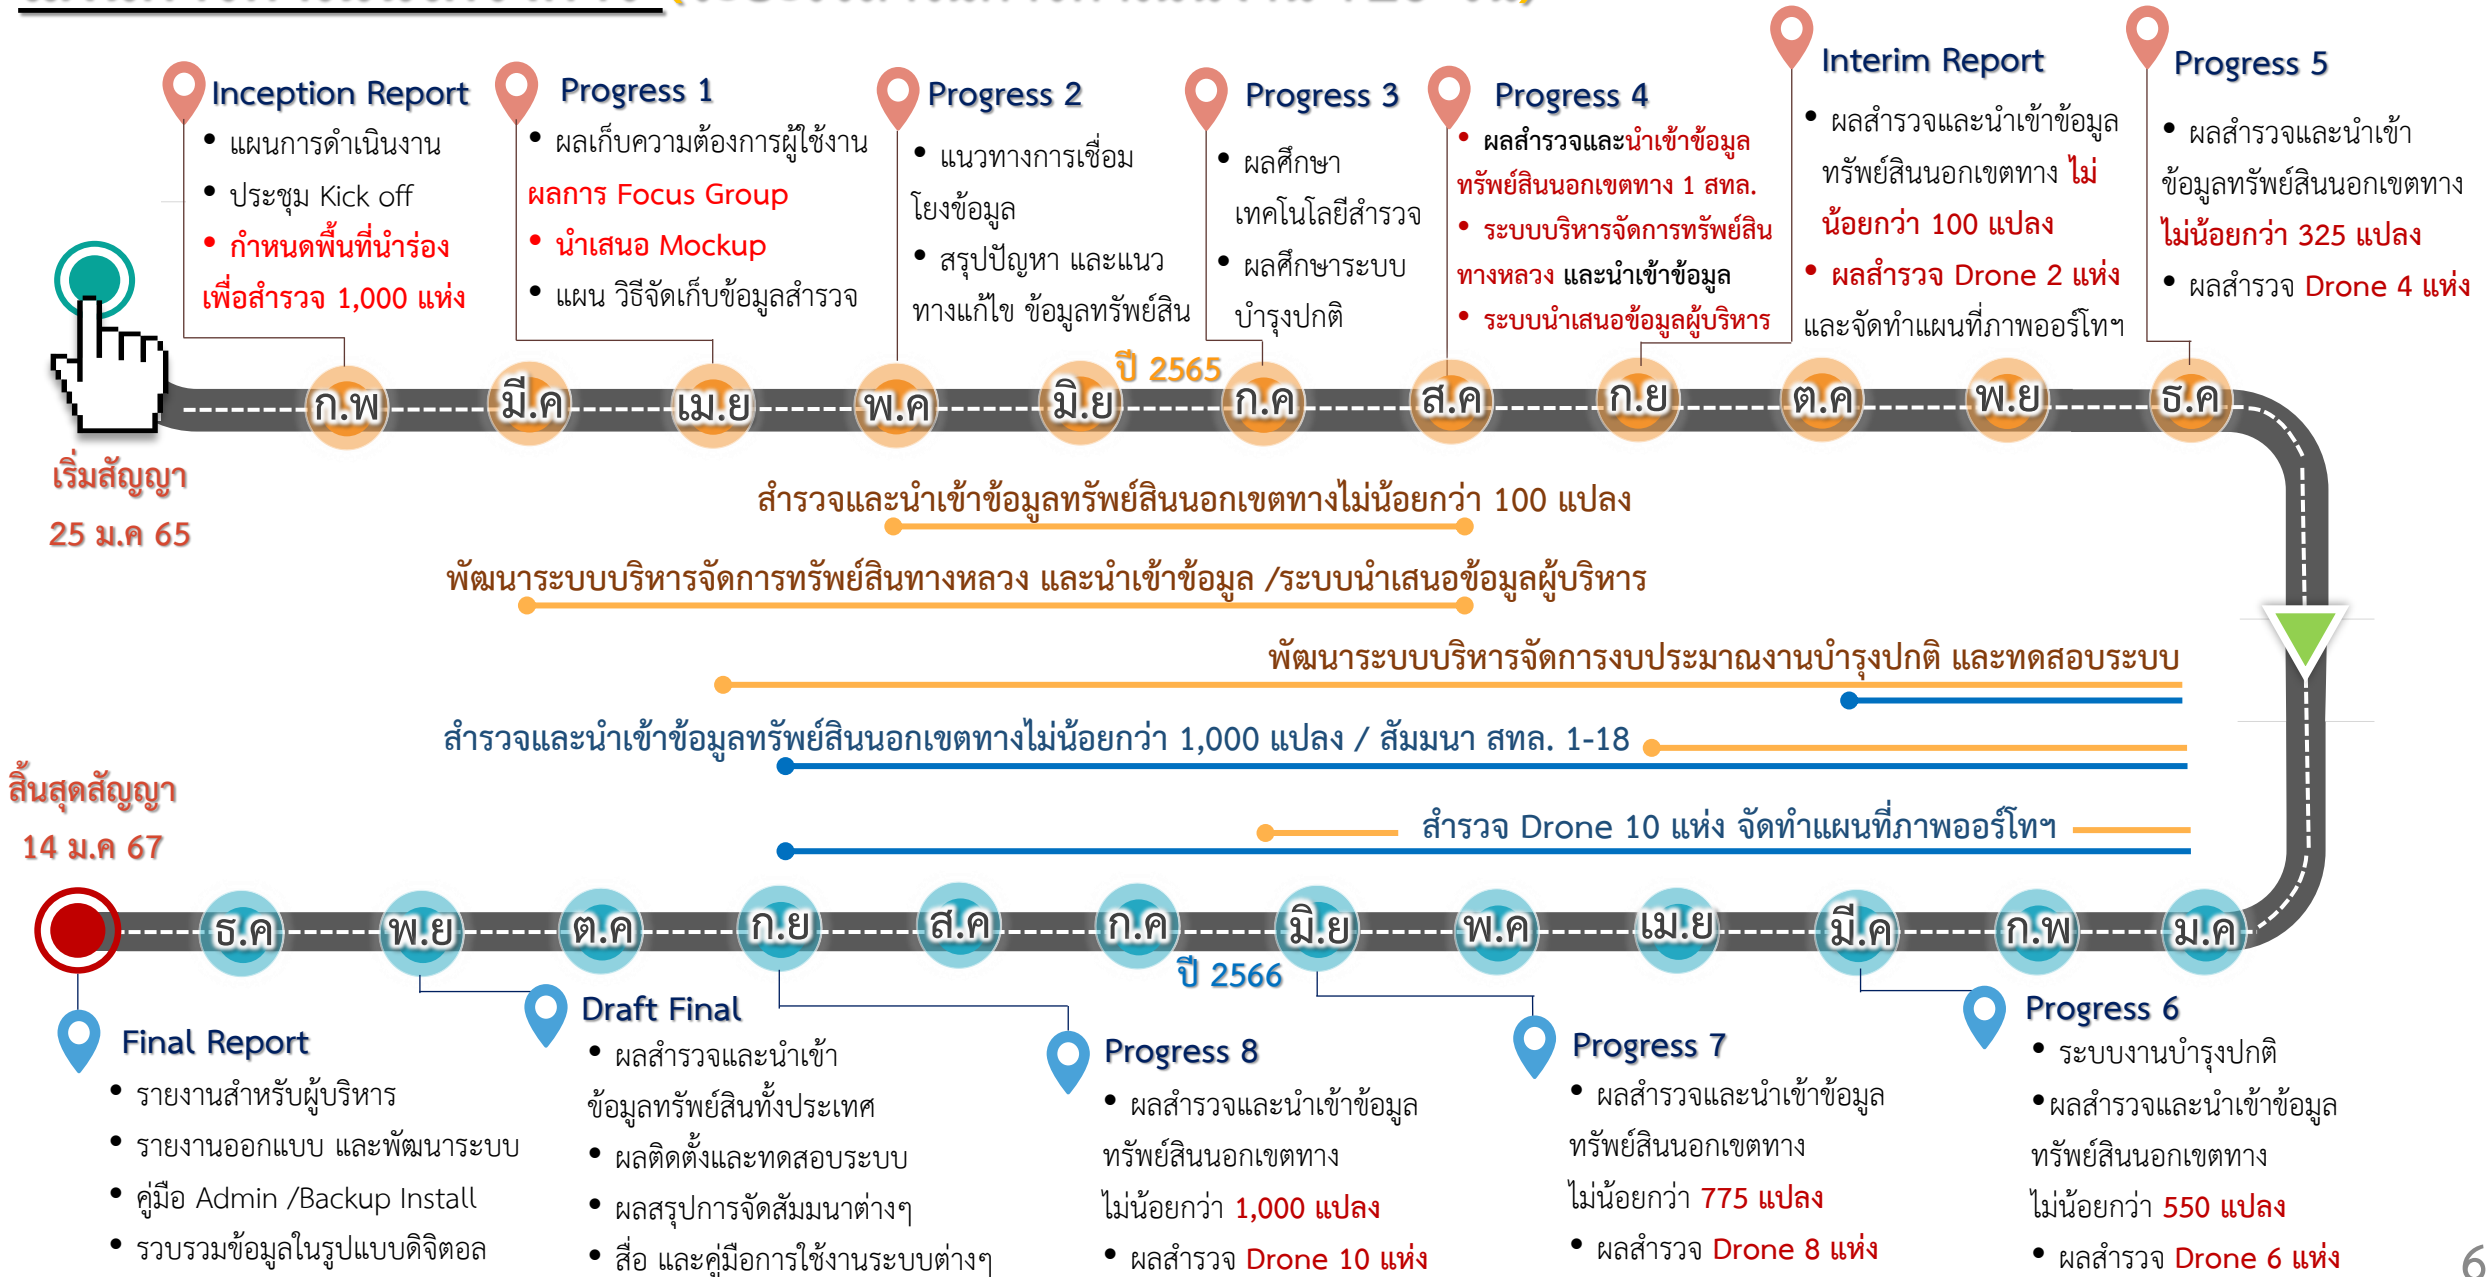 Inception Report
• แผนการดำเนินงาน
• ประชุม Kick off
• กำหนดพื้นที่นำร่อง
เพื่อสำรวจ 1,000 แห่ง
Progress 1
• ผลเก็บความต้องการผู้ใช้งาน
ผลการ Focus Group
• นำเสนอ Mockup
• แผน วิธีจัดเก็บข้อมูลสำรวจ
Progress 2
• แนวทางการเชื่อม
โยงข้อมูล
• สรุปปัญหา และแนว
ทางแก้ไข ข้อมูลทรัพย์สิน
Progress 3
• ผลศึกษา
เทคโนโลยีสำรวจ
• ผลศึกษาระบบ
บำรุงปกติ
Progress 4
• ผลสำรวจและนำเข้าข้อมูล
ทรัพย์สินนอกเขตทาง 1 สทล.
• ระบบบริหารจัดการทรัพย์สิน
ทางหลวง และนำเข้าข้อมูล
• ระบบนำเสนอข้อมูลผู้บริหาร
Interim Report
• ผลสำรวจและนำเข้าข้อมูล
ทรัพย์สินนอกเขตทาง ไม่
น้อยกว่า 100 แปลง
• ผลสำรวจ Drone 2 แห่ง
และจัดทำแผนที่ภาพออร์โทฯ
Progress 5
• ผลสำรวจและนำเข้า
ข้อมูลทรัพย์สินนอกเขตทาง
ไม่น้อยกว่า 325 แปลง
• ผลสำรวจ Drone 4 แห่ง
ปี 2565
ก.พ มี.ค เม.ย พ.ค มิ.ย ก.ค ส.ค ก.ย ต.ค พ.ย ธ.ค
เริ่มสัญญา
25 ม.ค 65
สำรวจและนำเข้าข้อมูลทรัพย์สินนอกเขตทางไม่น้อยกว่า 100 แปลง
พัฒนาระบบบริหารจัดการทรัพย์สินทางหลวง และนำเข้าข้อมูล /ระบบนำเสนอข้อมูลผู้บริหาร
พัฒนาระบบบริหารจัดการงบประมาณงานบำรุงปกติ และทดสอบระบบ
สำรวจและนำเข้าข้อมูลทรัพย์สินนอกเขตทางไม่น้อยกว่า 1,000 แปลง / สัมมนา สทล. 1-18
สำรวจ Drone 10 แห่ง จัดทำแผนที่ภาพออร์โทฯ
สิ้นสุดสัญญา
14 ม.ค 67
ธ.ค พ.ย ต.ค ก.ย ส.ค ก.ค มิ.ย พ.ค เม.ย มี.ค ก.พ ม.ค
ปี 2566
Final Report
• รายงานสำหรับผู้บริหาร
• รายงานออกแบบ และพัฒนาระบบ
• คู่มือ Admin /Backup Install
• รวบรวมข้อมูลในรูปแบบดิจิตอล
Draft Final
• ผลสำรวจและนำเข้า
ข้อมูลทรัพย์สินทั้งประเทศ
• ผลติดตั้งและทดสอบระบบ
• ผลสรุปการจัดสัมมนาต่างๆ
• สื่อ และคู่มือการใช้งานระบบต่างๆ
Progress 8
• ผลสำรวจและนำเข้าข้อมูล
ทรัพย์สินนอกเขตทาง
ไม่น้อยกว่า 1,000 แปลง
• ผลสำรวจ Drone 10 แห่ง
Progress 7
• ผลสำรวจและนำเข้าข้อมูล
ทรัพย์สินนอกเขตทาง
ไม่น้อยกว่า 775 แปลง
• ผลสำรวจ Drone 8 แห่ง
Progress 6
• ระบบงานบำรุงปกติ
•ผลสำรวจและนำเข้าข้อมูล
ทรัพย์สินนอกเขตทาง
ไม่น้อยกว่า 550 แปลง
• ผลสำรวจ Drone 6 แห่ง
6